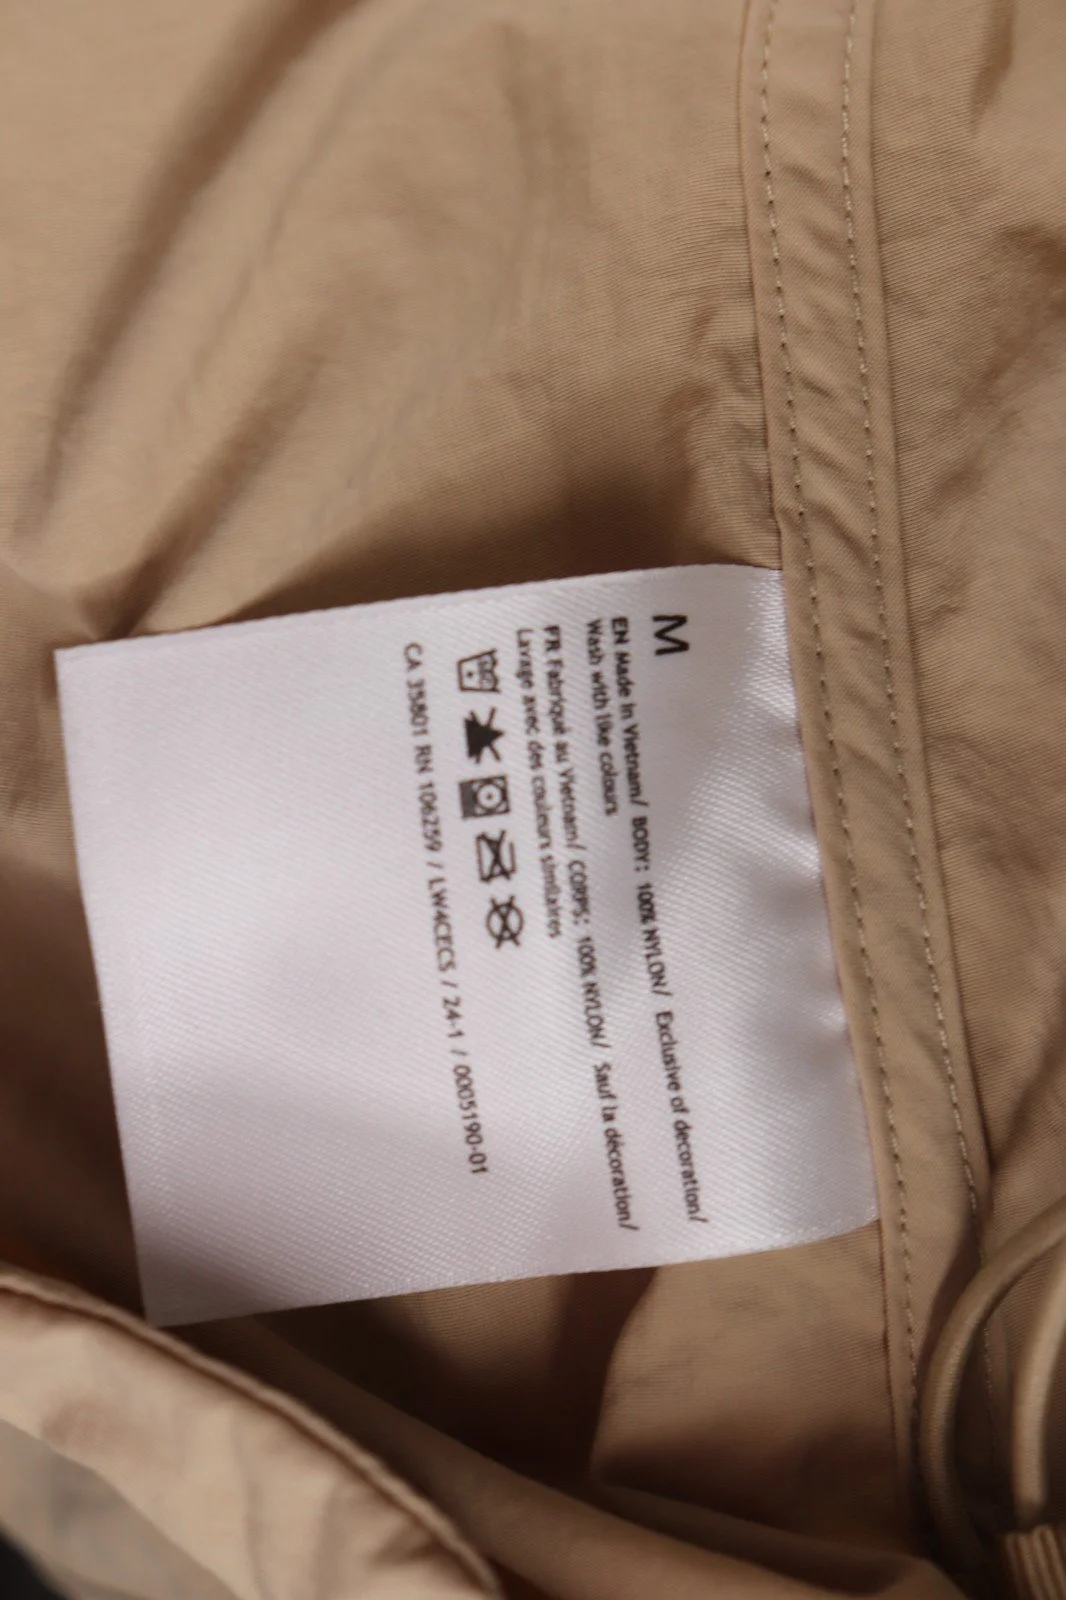 M
EN Made in Vietnam/ BODY: 100% NYLON/ Exclusive of decoration/
Wash with like colours
FR Fabriqué au Vietnam/ CORPS: 100% NYLON/ Sauf la décoration/
Lavage avec des couleurs similaires
CA 35801 RN 106259 / LW4CECS / 24-1 / 0005190-01